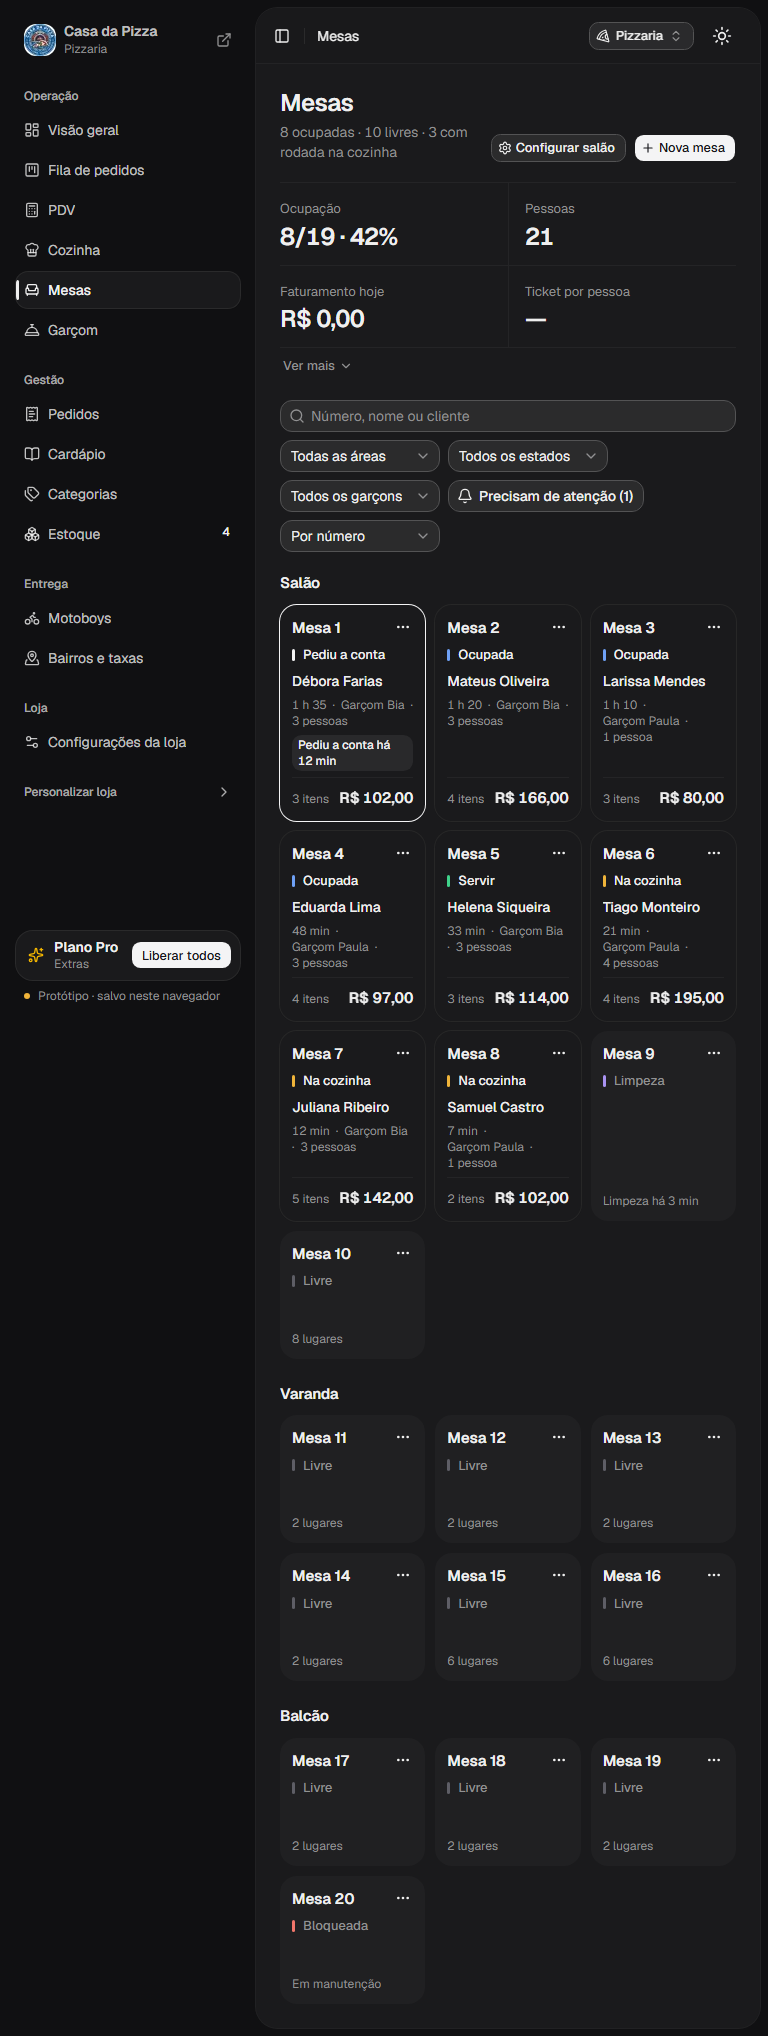 Casa da Pizza
Pizzaria
Operação
Visão geral
Fila de pedidos
PDV
Cozinha
Mesas
Garçom
Gestão
Pedidos
Cardápio
Categorias
Estoque 4
Entrega
Motoboys
Bairros e taxas
Loja
Configurações da loja
Personalizar loja
Plano Pro
Extras
Liberar todos
Protótipo · salvo neste navegador
Mesas
Pizzaria
Mesas
8 ocupadas · 10 livres · 3 com
rodada na cozinha
Configurar salão
Nova mesa
Ocupação
8/19 · 42%
Pessoas
21
Faturamento hoje
R$ 0,00
Ticket por pessoa
—
Ver mais
Número, nome ou cliente
Todas as áreas
Todos os estados
Todos os garçons
Precisam de atenção (1)
Por número
Salão
Mesa 1
Pediu a conta
Débora Farias
1 h 35 · Garçom Bia ·
3 pessoas
Pediu a conta há
12 min
3 itens R$ 102,00
Mesa 2
Ocupada
Mateus Oliveira
1 h 20 · Garçom Bia ·
3 pessoas
4 itens R$ 166,00
Mesa 3
Ocupada
Larissa Mendes
1 h 10 ·
Garçom Paula ·
1 pessoa
3 itens R$ 80,00
Mesa 4
Ocupada
Eduarda Lima
48 min ·
Garçom Paula ·
3 pessoas
4 itens R$ 97,00
Mesa 5
Servir
Helena Siqueira
33 min · Garçom Bia
· 3 pessoas
3 itens R$ 114,00
Mesa 6
Na cozinha
Tiago Monteiro
21 min ·
Garçom Paula ·
4 pessoas
4 itens R$ 195,00
Mesa 7
Na cozinha
Juliana Ribeiro
12 min · Garçom Bia
· 3 pessoas
5 itens R$ 142,00
Mesa 8
Na cozinha
Samuel Castro
7 min ·
Garçom Paula ·
1 pessoa
2 itens R$ 102,00
Mesa 9
Limpeza
Limpeza há 3 min
Mesa 10
Livre
8 lugares
Varanda
Mesa 11
Livre
2 lugares
Mesa 12
Livre
2 lugares
Mesa 13
Livre
2 lugares
Mesa 14
Livre
2 lugares
Mesa 15
Livre
6 lugares
Mesa 16
Livre
6 lugares
Balcão
Mesa 17
Livre
2 lugares
Mesa 18
Livre
2 lugares
Mesa 19
Livre
2 lugares
Mesa 20
Bloqueada
Em manutenção